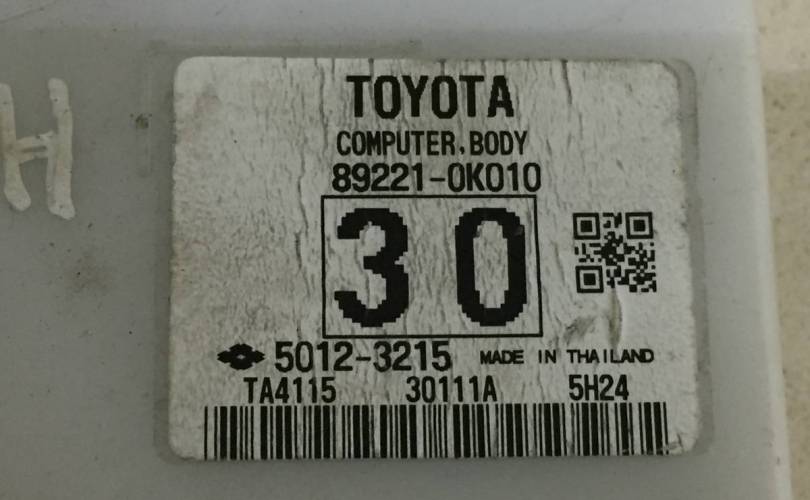 H
TOYOTA
COMPUTER.BODY
89221-0K010
30
5012-3215 MADE IN THAILAND
TA4115 30111A 5H24